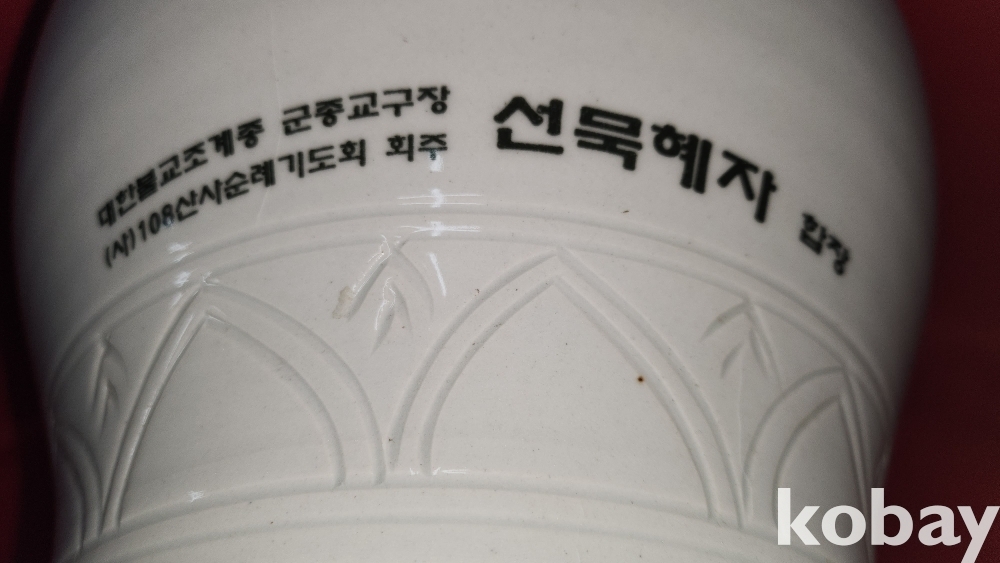 대한불교조계종 군종교구장
(사)108산사순례기도회 회주
선묵혜자 합장
kobay